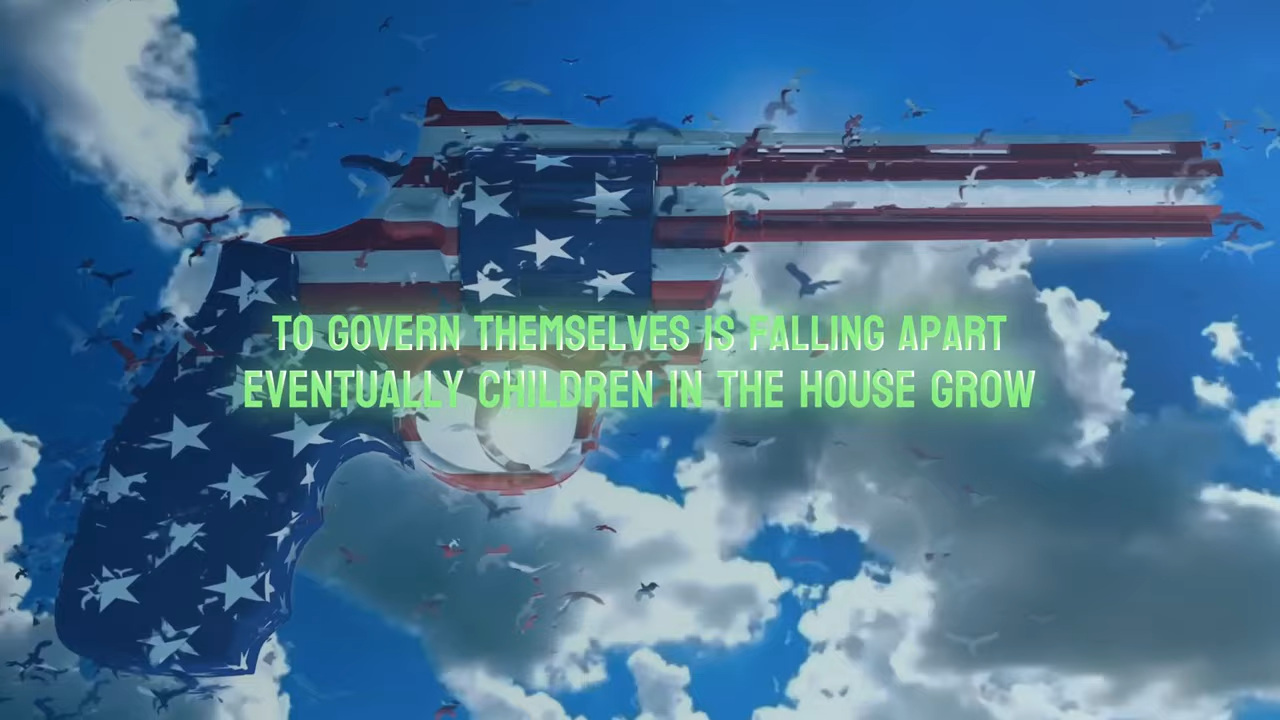 TO GOVERN THEMSELVES IS FALLING APART
EVENTUALLY CHILDREN IN THE HOUSE GROW